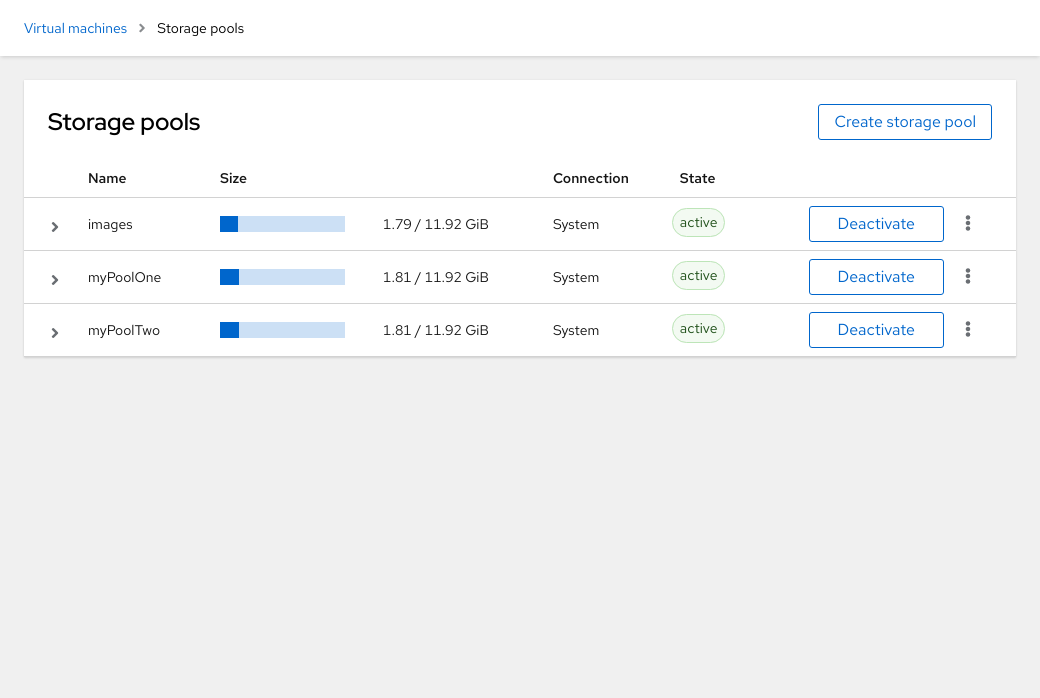 Virtual machines Storage pools
Storage pools Create storage pool
Name Size Connection State
images 1.79 / 11.92 GiB System active Deactivate
myPoolOne 1.81 / 11.92 GiB System active Deactivate
myPoolTwo 1.81 / 11.92 GiB System active Deactivate